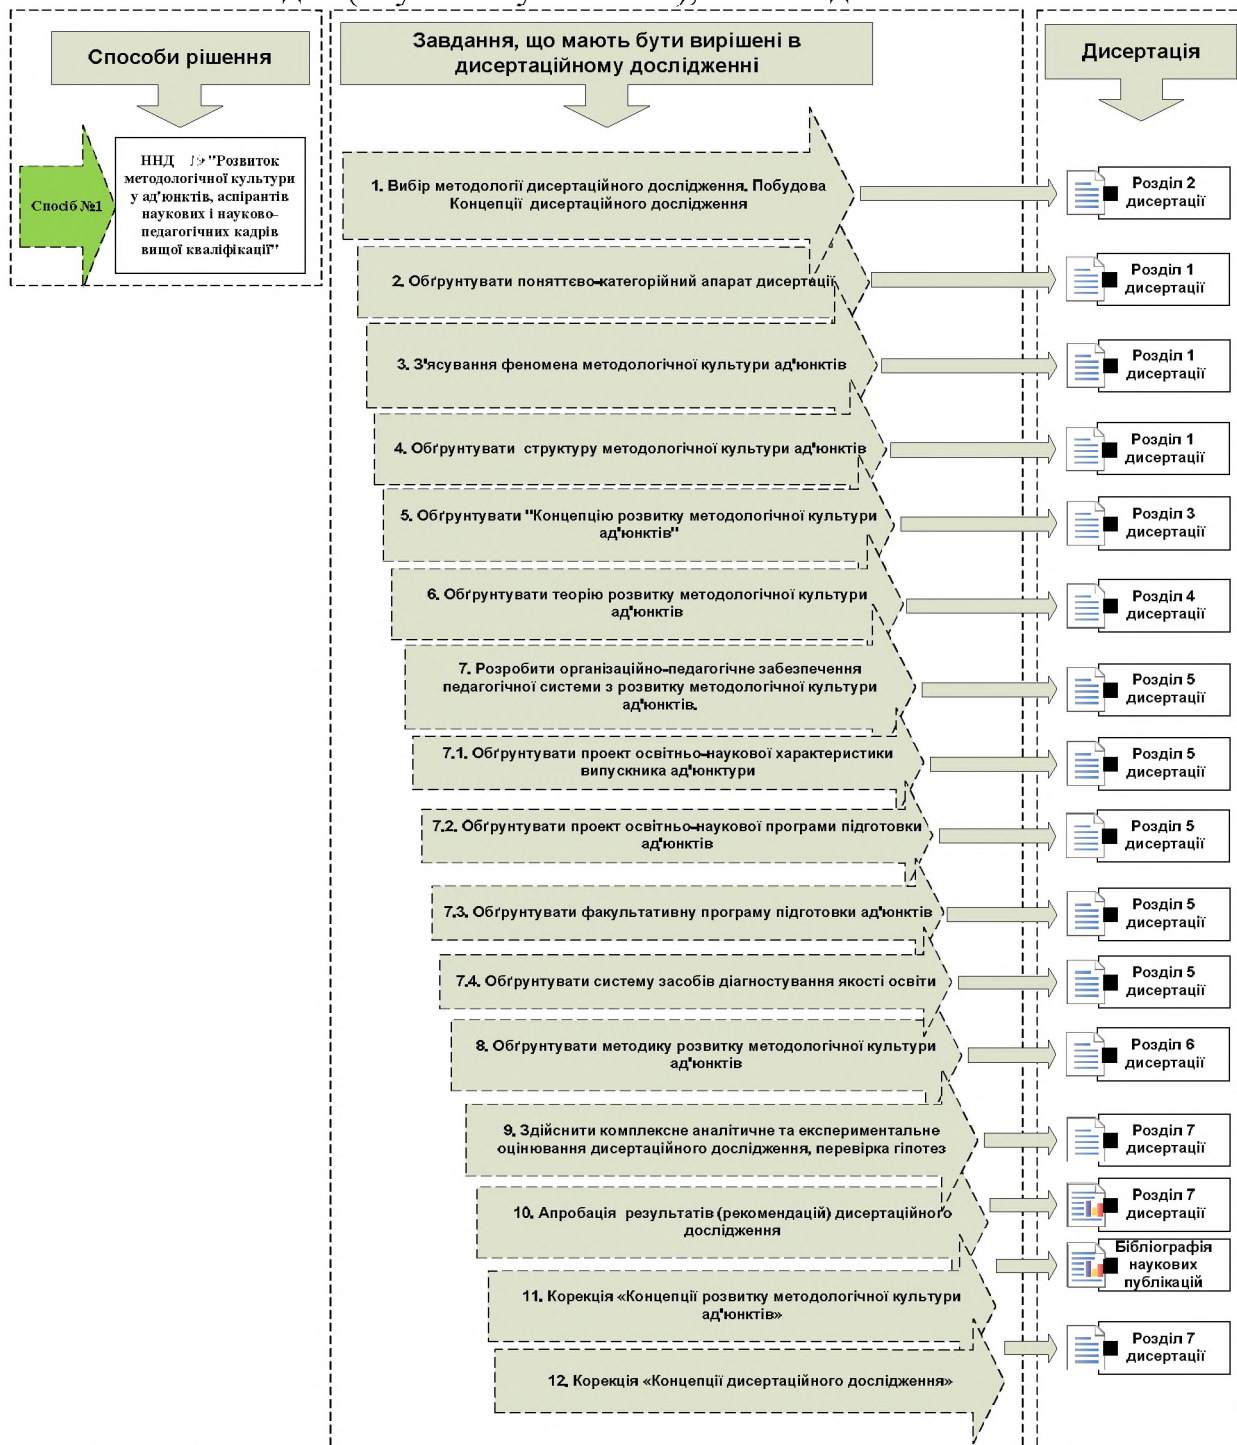 Способи рішення
Завдання, що мають бути вирішені в
дисертаційному дослідженні
Дисертація
Спосіб №1
ННД "Розвиток
методологічної культури
у ад'юнктів, аспірантів
наукових і науково-
педагогічних кадрів
вищої кваліфікації"
1. Вибір методології дисертаційного дослідження. Побудова
Концепції дисертаційного дослідження
Розділ 2
дисертації
2. Обґрунтувати поняттєво-категорійний апарат дисертації
Розділ 1
дисертації
3. З'ясування феномена методологічної культури ад'юнктів
Розділ 1
дисертації
4. Обґрунтувати структуру методологічної культури ад'юнктів
Розділ 1
дисертації
5. Обґрунтувати "Концепцію розвитку методологічної культури
ад'юнктів"
Розділ 3
дисертації
6. Обґрунтувати теорію розвитку методологічної культури
ад'юнктів
Розділ 4
дисертації
7. Розробити організаційно-педагогічне забезпечення
педагогічної системи з розвитку методологічної культури
ад'юнктів.
Розділ 5
дисертації
7.1. Обґрунтувати проект освітньо-наукової характеристики
випускника ад'юнктури
Розділ 5
дисертації
7.2. Обґрунтувати проект освітньо-наукової програми підготовки
ад'юнктів
Розділ 5
дисертації
7.3. Обґрунтувати факультативну програму підготовки ад'юнктів
Розділ 5
дисертації
7.4. Обґрунтувати систему засобів діагностування якості освіти
Розділ 5
дисертації
8. Обґрунтувати методику розвитку методологічної культури
ад'юнктів
Розділ 6
дисертації
9. Здійснити комплексне аналітичне та експериментальне
оцінювання дисертаційного дослідження, перевірка гіпотез
Розділ 7
дисертації
10. Апробація результатів (рекомендацій) дисертаційного
дослідження
Розділ 7
дисертації
Бібліографія
наукових
публікацій
11. Корекція «Концепції розвитку методологічної культури
ад'юнктів»
Розділ 7
дисертації
12. Корекція «Концепції дисертаційного дослідження»